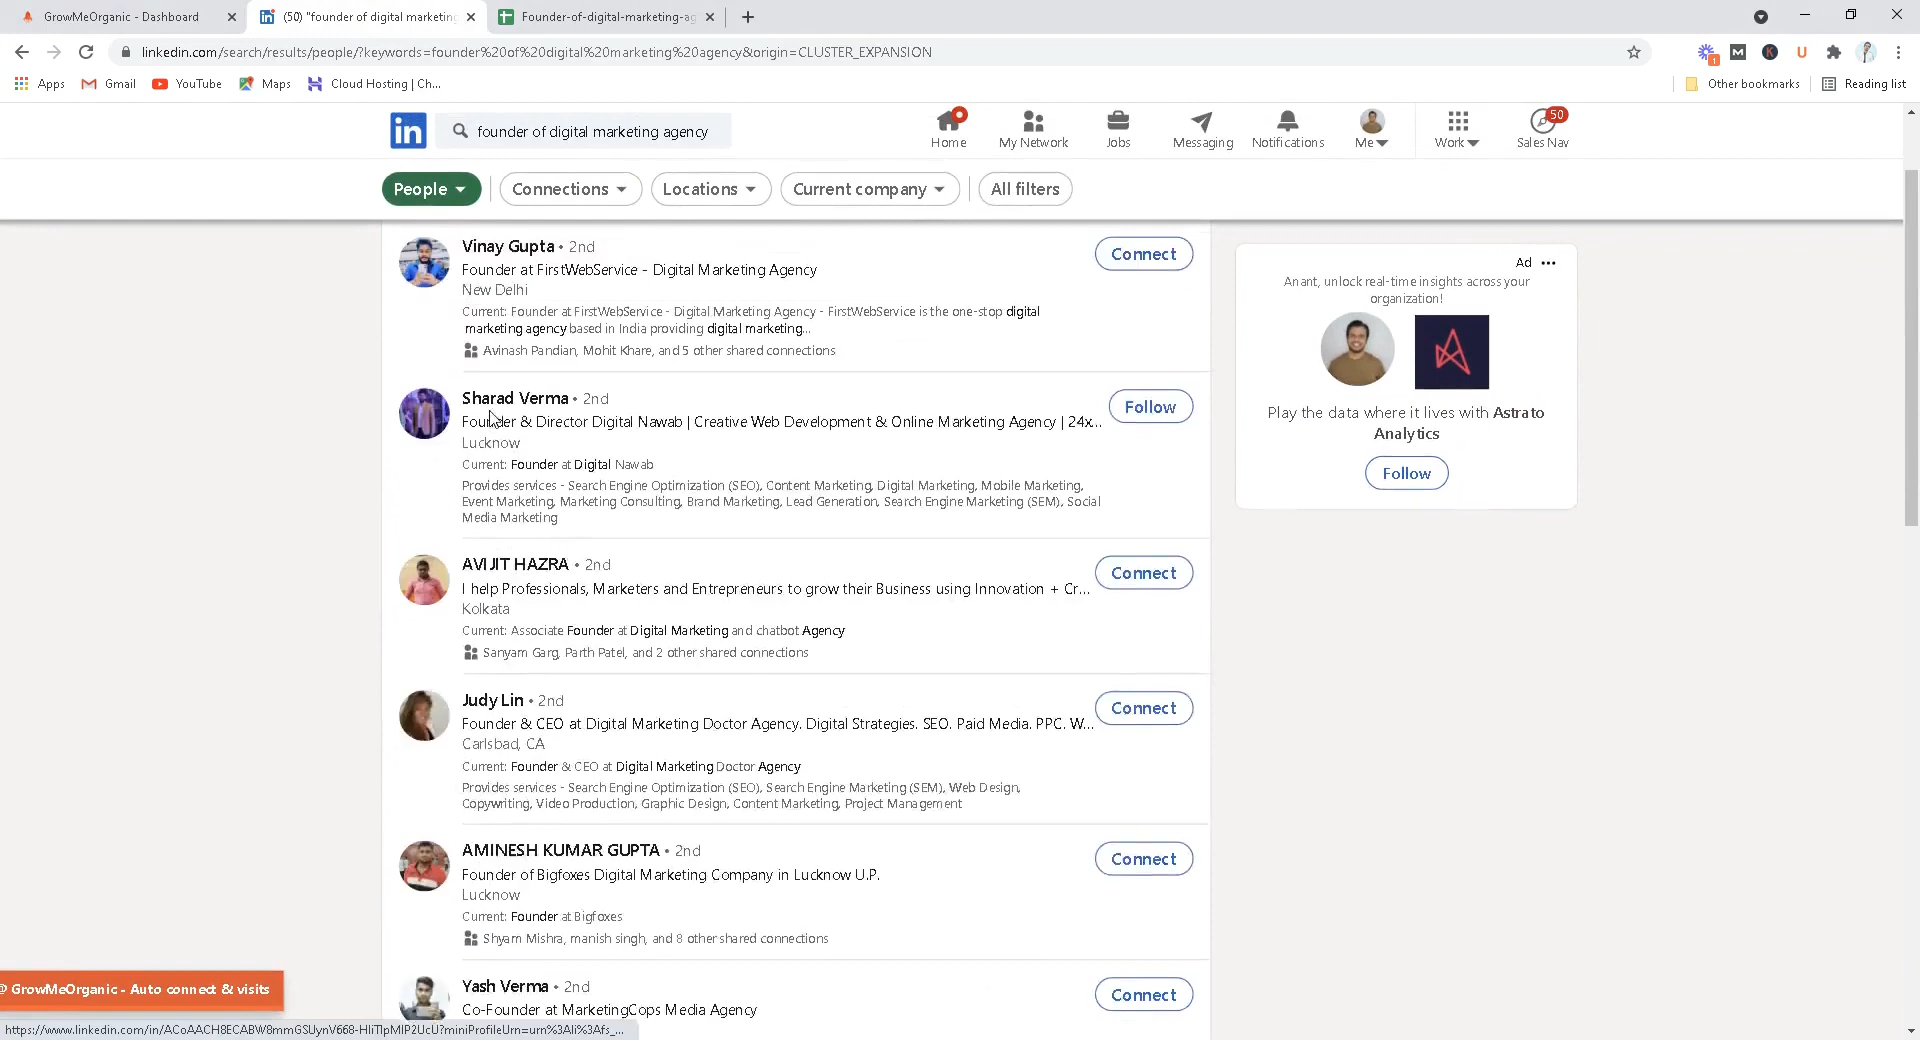 GrowMeOrganic - Dashboard
(50) "founder of digital marketing
Founder-of-digital-marketing-ag
linkedin.com/search/results/people/?keywords=founder%20of%20digital%20marketing%20agency&origin=CLUSTER_EXPANSION
1
M
K
U
Apps
Gmail
YouTube
Maps
Cloud Hosting | Ch...
Other bookmarks
Reading list
in
founder of digital marketing agency
Home
My Network
Jobs
Messaging
Notifications
Me
Work
50
Sales Nav
People
Connections
Locations
Current company
All filters
Vinay Gupta • 2nd
Connect
Founder at FirstWebService - Digital Marketing Agency
New Delhi
Current: Founder at FirstWebService - Digital Marketing Agency - FirstWebService is the one-stop digital
marketing agency based in India providing digital marketing...
Avinash Pandian, Mohit Khare, and 5 other shared connections
Sharad Verma • 2nd
Follow
Founder & Director Digital Nawab | Creative Web Development & Online Marketing Agency | 24x...
Lucknow
Current: Founder at Digital Nawab
Provides services - Search Engine Optimization (SEO), Content Marketing, Digital Marketing, Mobile Marketing,
Event Marketing, Marketing Consulting, Brand Marketing, Lead Generation, Search Engine Marketing (SEM), Social
Media Marketing
AVIJIT HAZRA • 2nd
Connect
I help Professionals, Marketers and Entrepreneurs to grow their Business using Innovation + Cr...
Kolkata
Current: Associate Founder at Digital Marketing and chatbot Agency
Sanyam Garg, Parth Patel, and 2 other shared connections
Judy Lin • 2nd
Connect
Founder & CEO at Digital Marketing Doctor Agency. Digital Strategies. SEO. Paid Media. PPC. W...
Carlsbad, CA
Current: Founder & CEO at Digital Marketing Doctor Agency
Provides services - Search Engine Optimization (SEO), Search Engine Marketing (SEM), Web Design,
Copywriting, Video Production, Graphic Design, Content Marketing, Project Management
AMINESH KUMAR GUPTA • 2nd
Connect
Founder of Bigfoxes Digital Marketing Company in Lucknow U.P.
Lucknow
Current: Founder at Bigfoxes
Shyam Mishra, manish singh, and 8 other shared connections
Yash Verma • 2nd
Connect
Co-Founder at MarketingCops Media Agency
Ad •••
Anant, unlock real-time insights across your
organization!
Play the data where it lives with Astrato
Analytics
Follow
@ GrowMeOrganic - Auto connect & visits